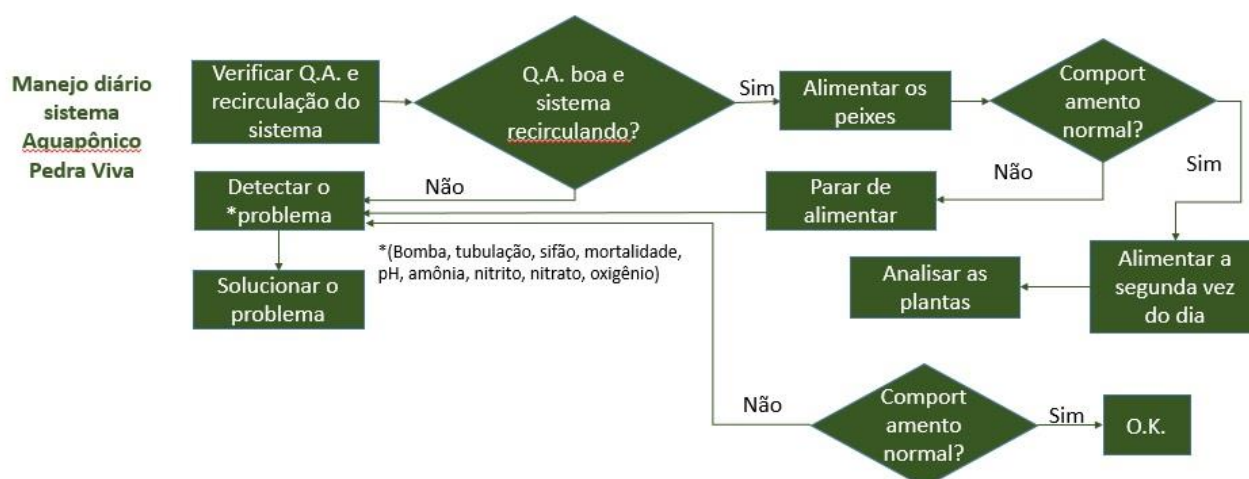 Manejo diário
sistema
Aquapônico
Pedra Viva
Verificar Q.A. e
recirculação do
sistema
Q.A. boa e
sistema
recirculando?
Sim
Alimentar os
peixes
Comport
amento
normal?
Sim
Não
Parar de
alimentar
Não
Detectar o
*problema
*(Bomba, tubulação, sifão, mortalidade,
pH, amônia, nitrito, nitrato, oxigênio)
Solucionar o
problema
Alimentar a
segunda vez
do dia
Analisar as
plantas
Comport
amento
normal?
Não
Sim
O.K.